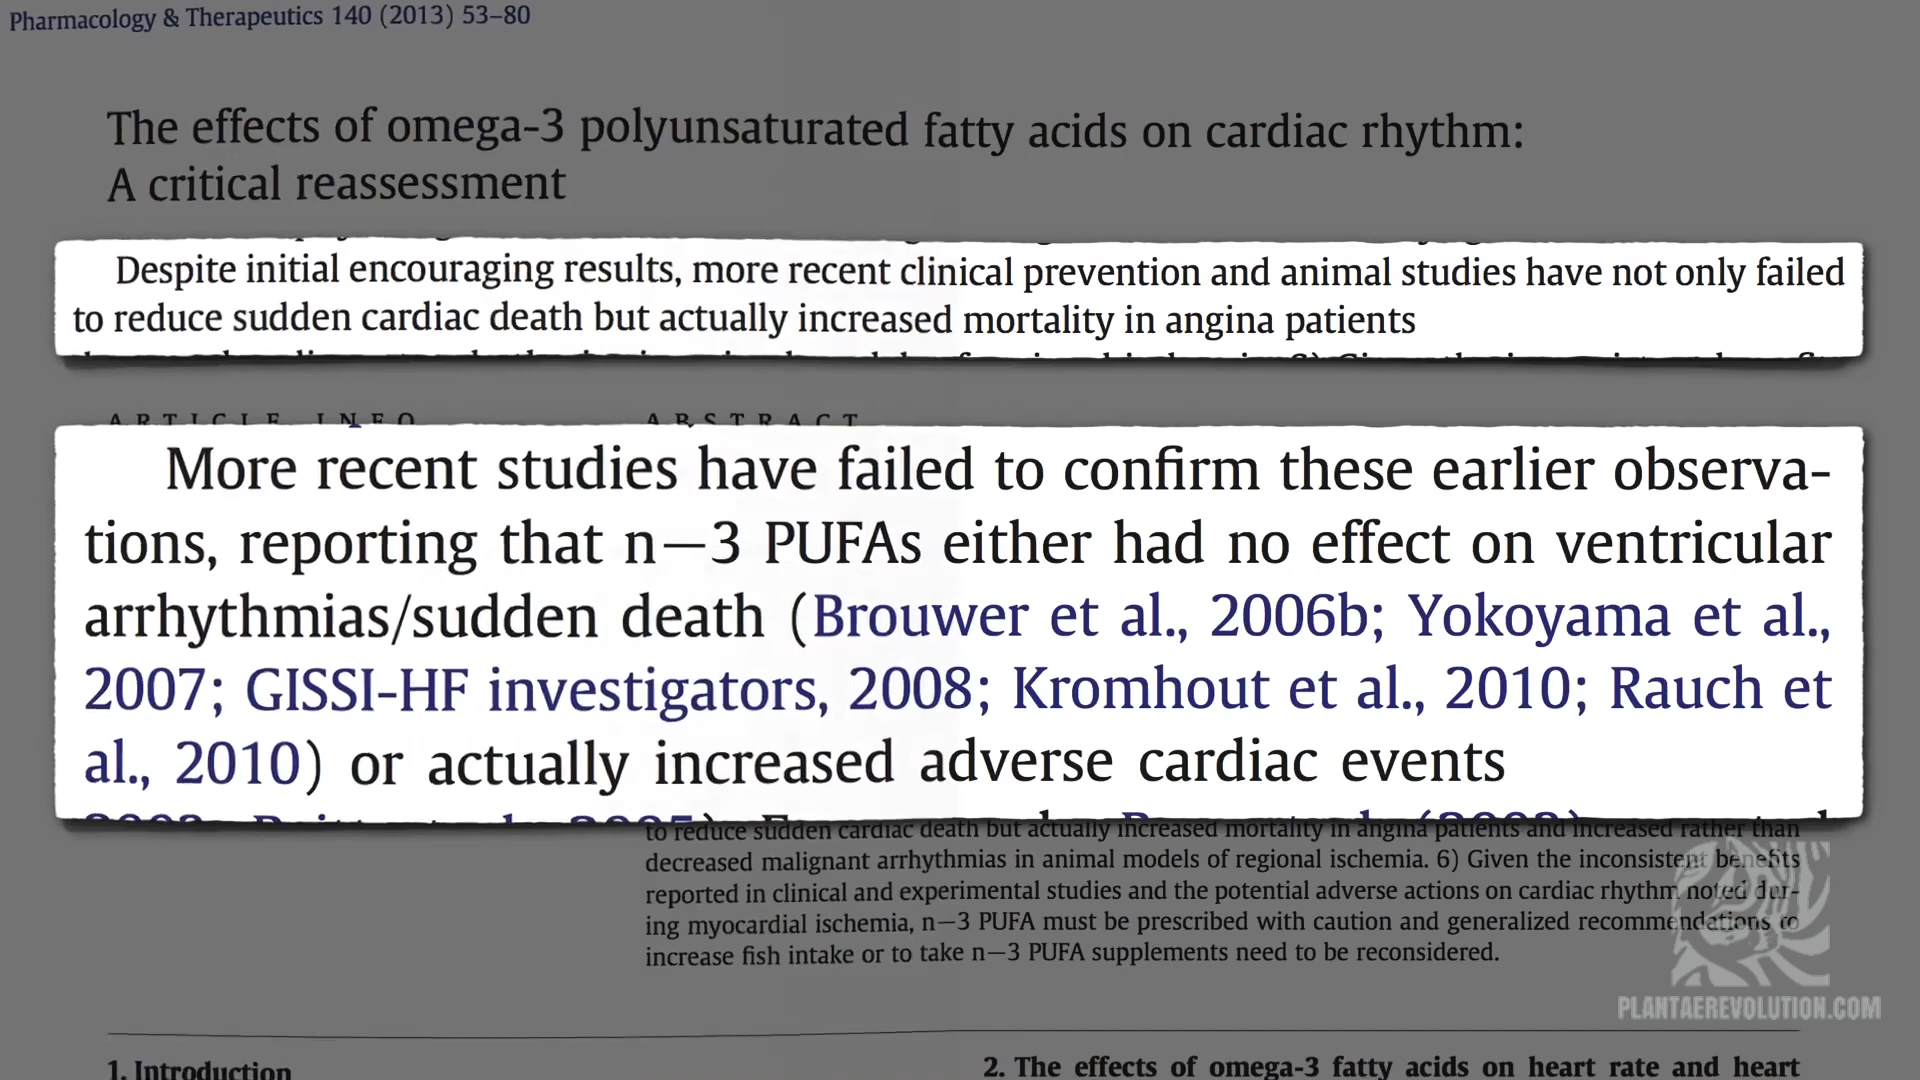 Pharmacology & Therapeutics 140 (2013) 53–80
The effects of omega-3 polyunsaturated fatty acids on cardiac rhythm:
A critical reassessment
Despite initial encouraging results, more recent clinical prevention and animal studies have not only failed
to reduce sudden cardiac death but actually increased mortality in angina patients
ARTICLE INFO
ABSTRACT
More recent studies have failed to confirm these earlier observa-
tions, reporting that n−3 PUFAs either had no effect on ventricular
arrhythmias/sudden death (Brouwer et al., 2006b; Yokoyama et al.,
2007; GISSI-HF investigators, 2008; Kromhout et al., 2010; Rauch et
al., 2010) or actually increased adverse cardiac events
to reduce sudden cardiac death but actually increased mortality in angina patients and increased rather than
decreased malignant arrhythmias in animal models of regional ischemia. 6) Given the inconsistent benefits
reported in clinical and experimental studies and the potential adverse actions on cardiac rhythm noted dur-
ing myocardial ischemia, n−3 PUFA must be prescribed with caution and generalized recommendations to
increase fish intake or to take n−3 PUFA supplements need to be reconsidered.
PLANTAEREVOLUTION.COM
1. Introduction
2. The effects of omega-3 fatty acids on heart rate and heart